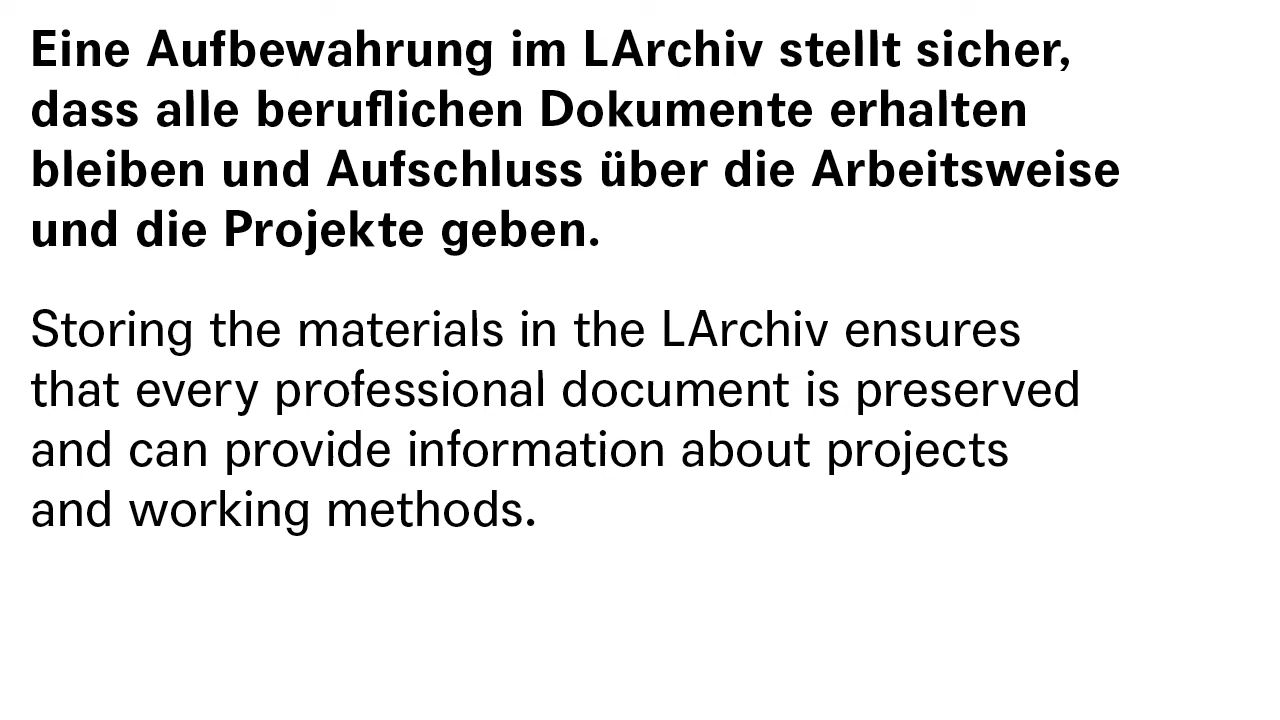 Eine Aufbewahrung im LArchiv stellt sicher,
dass alle beruflichen Dokumente erhalten
bleiben und Aufschluss über die Arbeitsweise
und die Projekte geben.
Storing the materials in the LArchiv ensures
that every professional document is preserved
and can provide information about projects
and working methods.